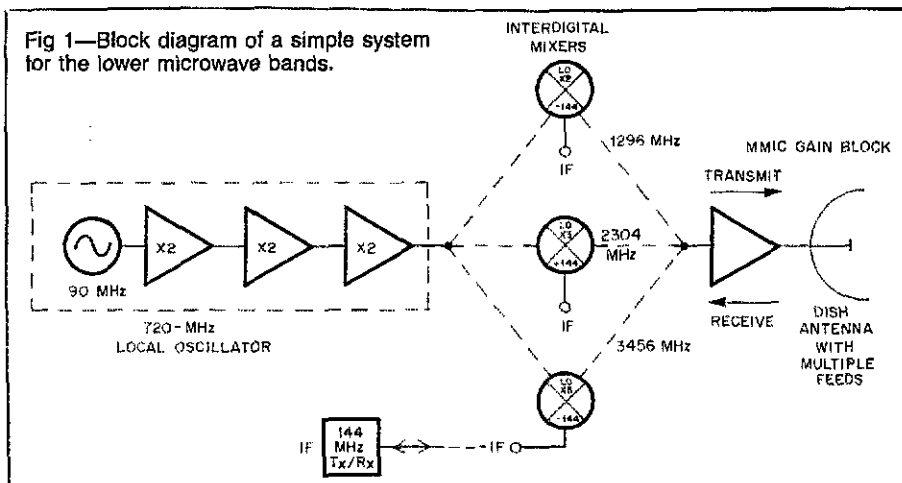 Fig 1—Block diagram of a simple system
for the lower microwave bands.
INTERDIGITAL
MIXERS
LO
X2
-144
IF
1296 MHz
MMIC GAIN BLOCK
TRANSMIT
90 MHz
X2
X2
X2
LO
X3
+144
IF
2304
MHz
720-MHz
LOCAL OSCILLATOR
RECEIVE
DISH
ANTENNA
WITH
MULTIPLE
FEEDS
3456 MHz
LO
X5
-144
IF
144
MHz
Tx/Rx
IF